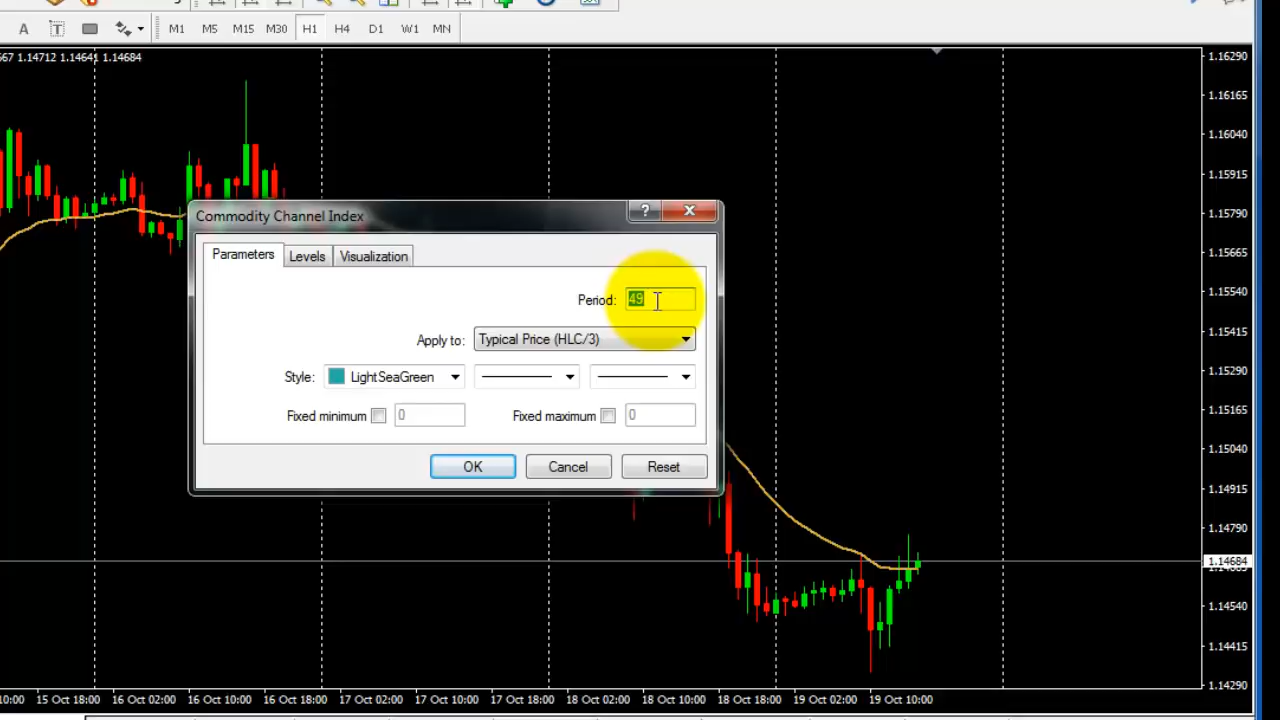 A T M1 M5 M15 M30 H1 H4 D1 W1 MN
667 1.14712 1.14641 1.14684
1.16290
1.16165
1.16040
1.15915
1.15790
1.15665
1.15540
1.15415
1.15290
1.15165
1.15040
1.14915
1.14790
1.14684
1.14540
1.14415
1.14290
Commodity Channel Index ?
Parameters Levels Visualization
Period: 49
Apply to: Typical Price (HLC/3)
Style: LightSeaGreen
Fixed minimum 0 Fixed maximum 0
OK Cancel Reset
10:00 15 Oct 18:00 16 Oct 02:00 16 Oct 10:00 16 Oct 18:00 17 Oct 02:00 17 Oct 10:00 17 Oct 18:00 18 Oct 02:00 18 Oct 10:00 18 Oct 18:00 19 Oct 02:00 19 Oct 10:00